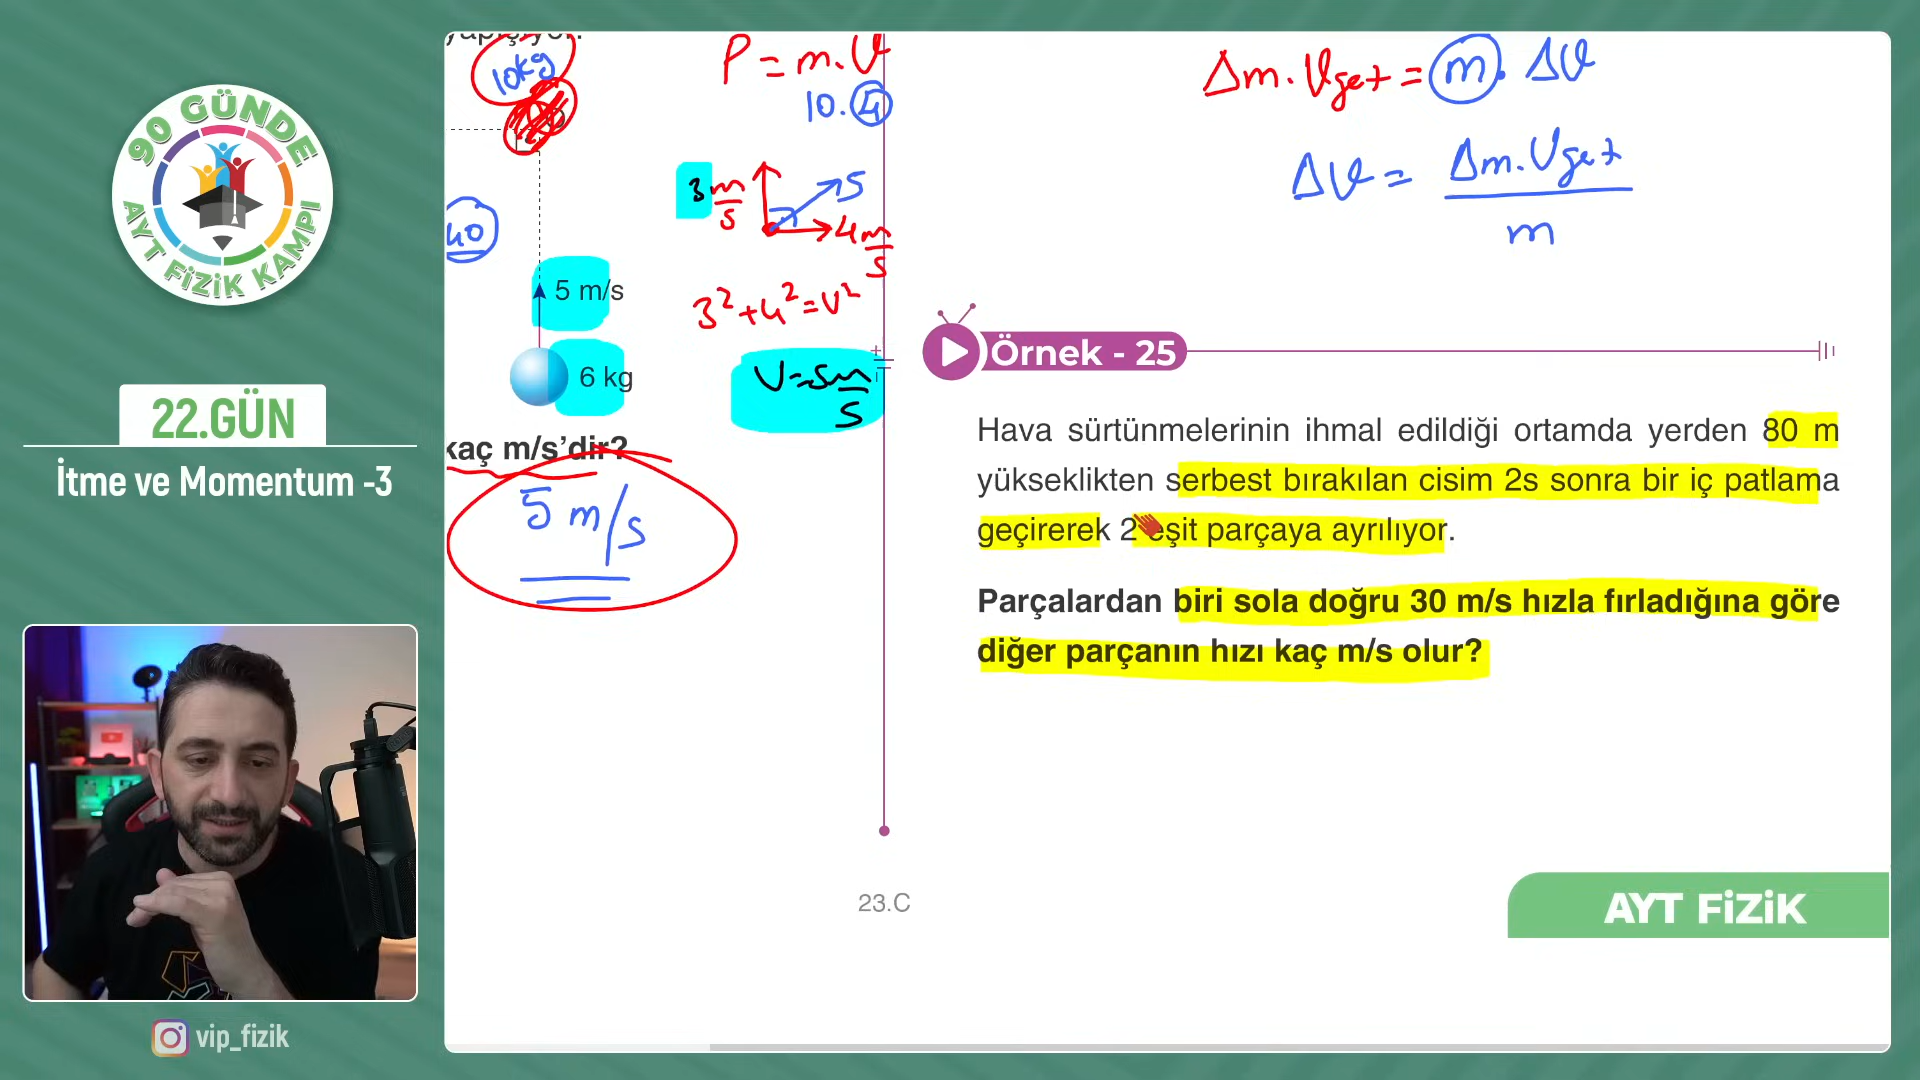 90 GÜNDE
AYT FİZİK KAMPI
22.GÜN
İtme ve Momentum -3
vip_fizik
yapışıyor.
10kg
40
5 m/s
6 kg
kaç m/s’dir?
5 m/s
P = m.V
10.4
3 m/s
5
4 m/s
3²+4²=V²
V=5 m/s
23.C
Δm.Vget = m. ΔV
ΔV = Δm.Vget / m
Örnek - 25
Hava sürtünmelerinin ihmal edildiği ortamda yerden 80 m
yükseklikten serbest bırakılan cisim 2s sonra bir iç patlama
geçirerek 2 eşit parçaya ayrılıyor.
Parçalardan biri sola doğru 30 m/s hızla fırladığına göre
diğer parçanın hızı kaç m/s olur?
AYT FİZİK